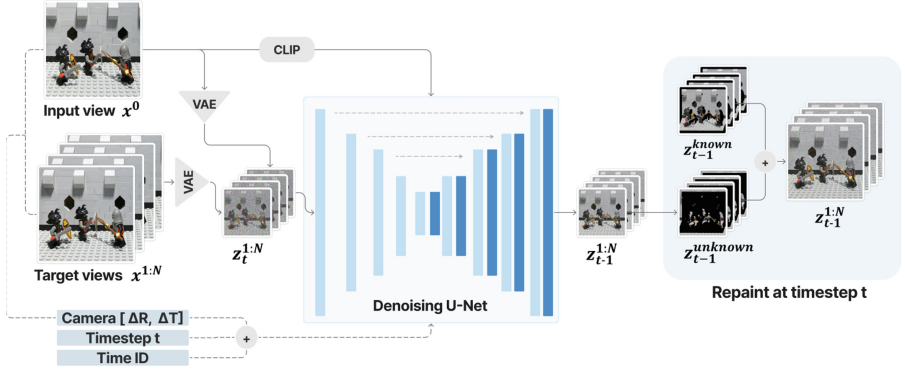 CLIP
Input view x⁰
VAE
VAE
Target views x^{1:N}
z_t^{1:N}
Denoising U-Net
z_{t-1}^{1:N}
z_{t-1}^{known}
z_{t-1}^{unknown}
+
z_{t-1}^{1:N}
Repaint at timestep t
Camera [ ΔR, ΔT]
Timestep t
Time ID
+